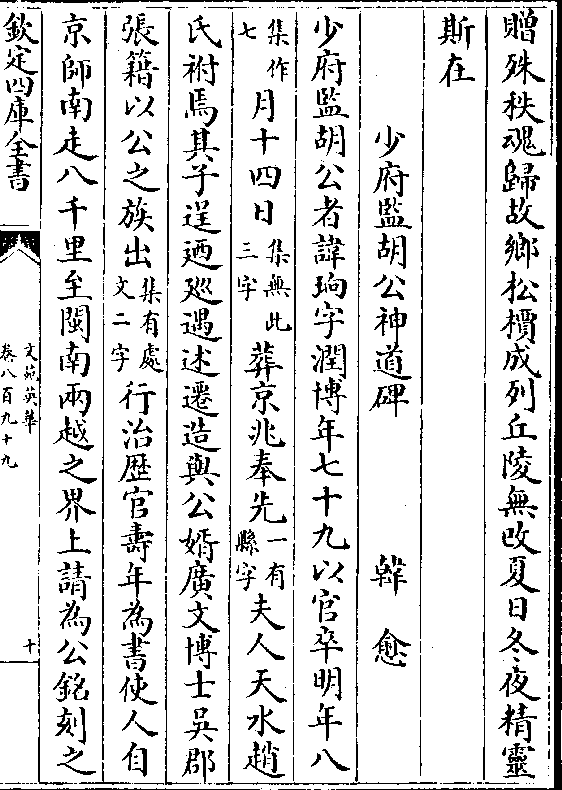 贈殊秩魂歸故鄉松檟成列丘陵無改夏日冬夜精靈
斯在
少府監胡公神道碑 韓愈
少府監胡公者諱珦字潤博年七十九以官卒明年八
集作七月十四日集無此三字葬京兆奉先一有縣字夫人天水趙
氏祔焉其子逞廼巡遇述遷造與公婿廣文博士吳郡
張籍以公之族出集有處文二字行治歷官壽年為書使人自
京師南走八千里至閩南兩越之界上請為公銘刻之
欽定四庫全書
文苑英華
卷八百九十九
十